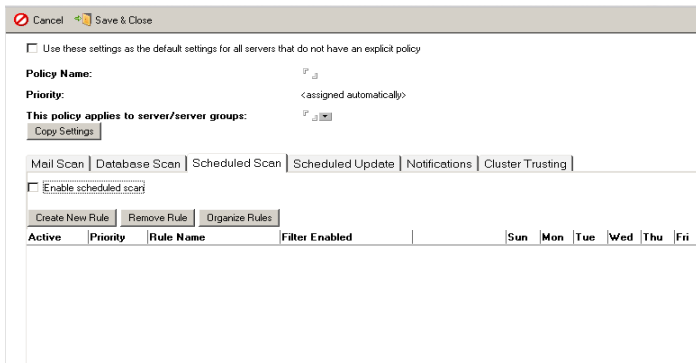 Cancel Save & Close
Use these settings as the default settings for all servers that do not have an explicit policy
Policy Name:
Priority: <assigned automatically>
This policy applies to server/server groups:
Copy Settings
Mail Scan Database Scan Scheduled Scan Scheduled Update Notifications Cluster Trusting
Enable scheduled scan
Create New Rule Remove Rule Organize Rules
Active Priority Rule Name Filter Enabled Sun Mon Tue Wed Thu Fri